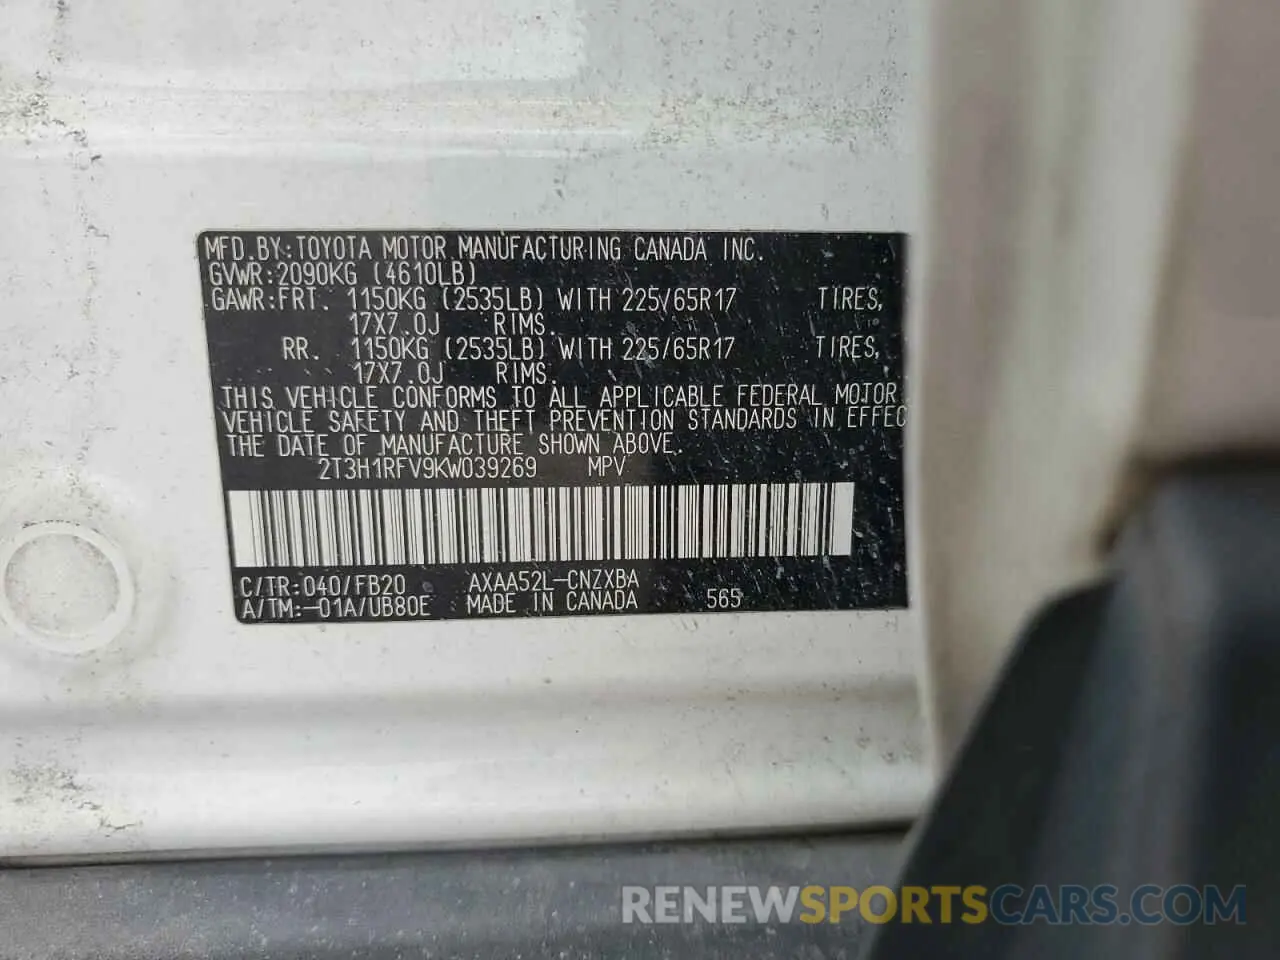 MFD.BY:TOYOTA MOTOR MANUFACTURING CANADA INC.
GVWR:2090KG (4610LB)
GAWR:FRT. 1150KG (2535LB) WITH 225/65R17 TIRES,
17X7.0J RIMS.
RR. 1150KG (2535LB) WITH 225/65R17 TIRES,
17X7.0J RIMS.
THIS VEHICLE CONFORMS TO ALL APPLICABLE FEDERAL MOTOR
VEHICLE SAFETY AND THEFT PREVENTION STANDARDS IN EFFEC
THE DATE OF MANUFACTURE SHOWN ABOVE.
2T3H1RFV9KW039269 MPV
C/TR:040/FB20 AXAA52L-CNZXBA
A/TM:-01A/UB80E MADE IN CANADA 565
RENEWSPORTSCARS.COM